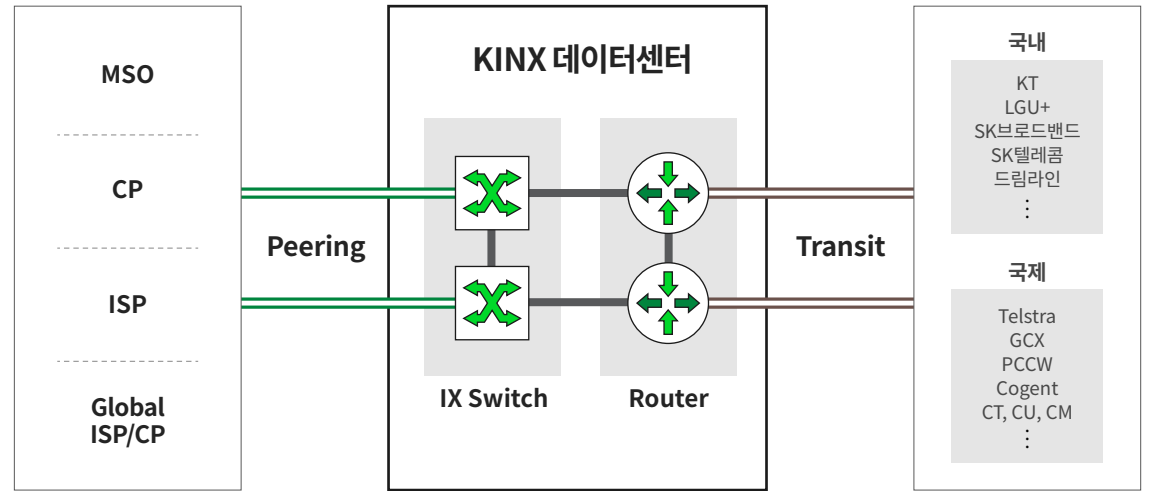 MSO
CP
ISP
Global
ISP/CP
Peering
KINX 데이터센터
IX Switch
Router
Transit
국내
KT
LGU+
SK브로드밴드
SK텔레콤
드림라인
⋮
국제
Telstra
GCX
PCCW
Cogent
CT, CU, CM
⋮